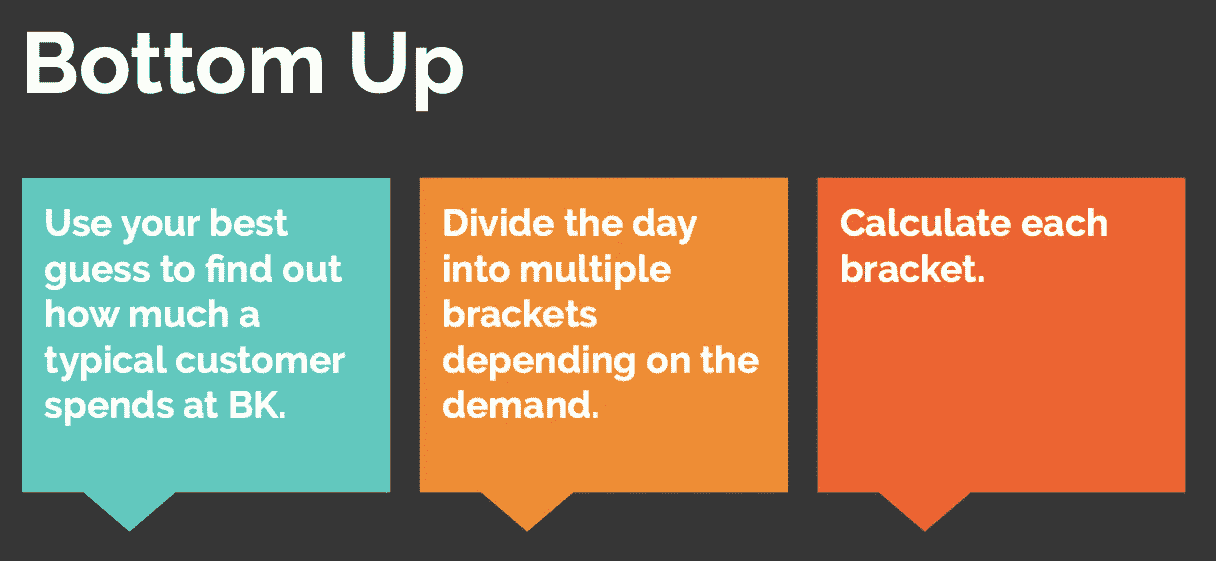 Bottom Up
Use your best
guess to find out
how much a
typical customer
spends at BK.
Divide the day
into multiple
brackets
depending on the
demand.
Calculate each
bracket.